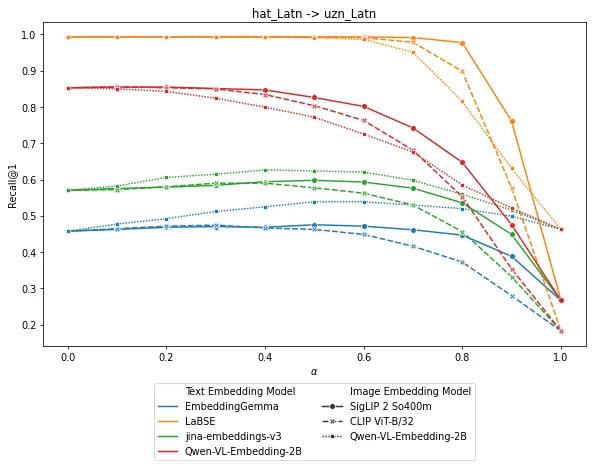 hat_Latn -> uzn_Latn
1.0
0.9
0.8
0.7
0.6
0.5
0.4
0.3
0.2
Recall@1
0.0 0.2 0.4 0.6 0.8 1.0
α
Text Embedding Model
EmbeddingGemma
LaBSE
jina-embeddings-v3
Qwen-VL-Embedding-2B
Image Embedding Model
SigLIP 2 So400m
CLIP ViT-B/32
Qwen-VL-Embedding-2B